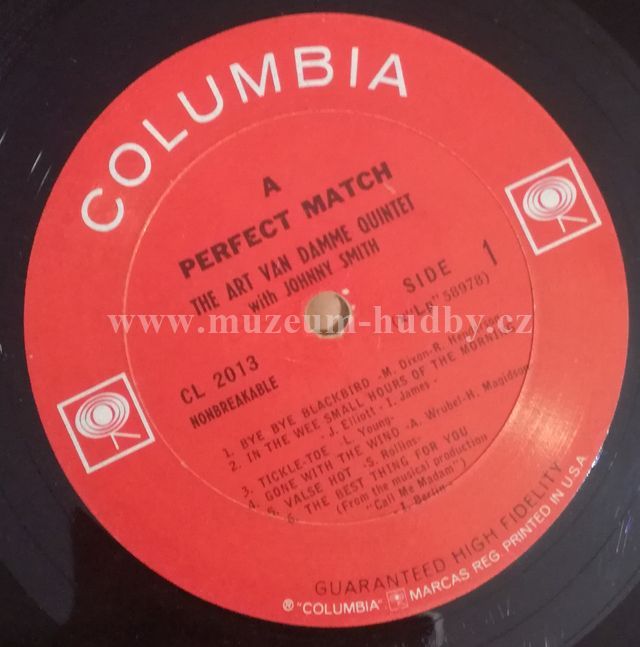 COLUMBIA
A
PERFECT MATCH
THE ART VAN DAMME QUINTET
with JOHNNY SMITH
SIDE 1
58978)
CL 2013
NONBREAKABLE
www.muzeum-hudby.cz
1. BYE BYE BLACKBIRD -M. Dixon-R.
2. IN THE WEE SMALL HOURS OF THE MORNING
- J. Elliott - I. James-
3. TICKLE-TOE -L. Young-
4. GONE WITH THE WIND -A. Wrubel-H. Magidson
5. VALSE HOT -S. Rollins-
6. THE BEST THING FOR YOU
(From the musical production
"Call Me Madam")
- I. Berlin -
GUARANTEED HIGH FIDELITY
® "COLUMBIA" MARCAS REG. PRINTED IN U.S.A.